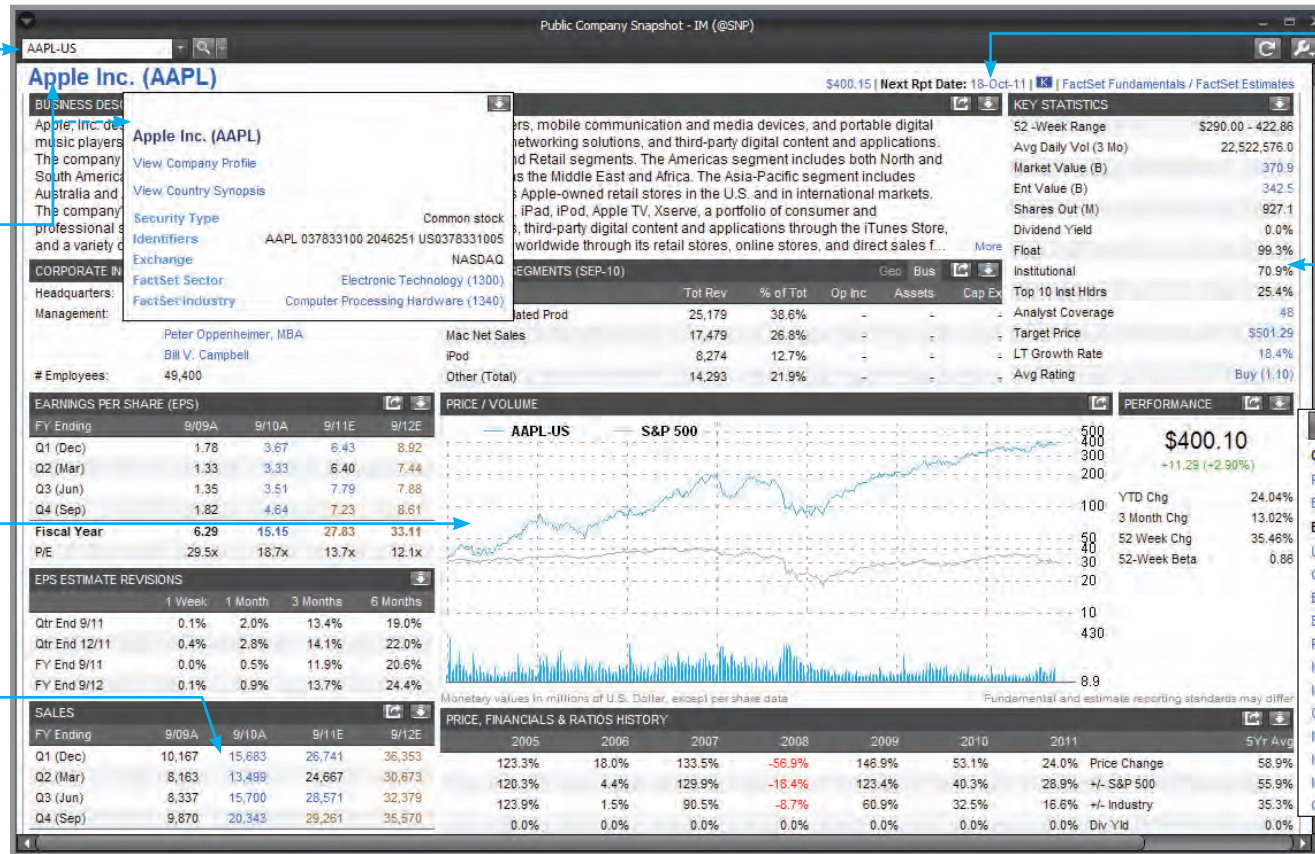 Public Company Snapshot - IM (@SNP)
AAPL-US
Apple Inc. (AAPL)
$400.15 | Next Rpt Date: 18-Oct-11 | K | FactSet Fundamentals / FactSet Estimates
BUSINESS DESC
Apple, Inc. des
music players
The company
South America
Australia and
The company'
professional s
and a variety c
ers, mobile communication and media devices, and portable digital
networking solutions, and third-party digital content and applications.
nd Retail segments. The Americas segment includes both North and
us the Middle East and Africa. The Asia-Pacific segment includes
s Apple-owned retail stores in the U.S. and in international markets.
, iPad, iPod, Apple TV, Xserve, a portfolio of consumer and
s, third-party digital content and applications through the iTunes Store,
worldwide through its retail stores, online stores, and direct sales f... More
Apple Inc. (AAPL)
View Company Profile
View Country Synopsis
Security Type Common stock
Identifiers AAPL 037833100 2046251 US0378331005
Exchange NASDAQ
FactSet Sector Electronic Technology (1300)
FactSet Industry Computer Processing Hardware (1340)
KEY STATISTICS
52 -Week Range $290.00 - 422.86
Avg Daily Vol (3 Mo) 22,522,576.0
Market Value (B) 370.9
Ent Value (B) 342.5
Shares Out (M) 927.1
Dividend Yield 0.0%
Float 99.3%
Institutional 70.9%
Top 10 Inst Hldrs 25.4%
Analyst Coverage 48
Target Price $501.29
LT Growth Rate 18.4%
Avg Rating Buy (1.10)
CORPORATE IN
Headquarters:
Management:
Peter Oppenheimer, MBA
Bill V. Campbell
# Employees: 49,400
SEGMENTS (SEP-10) Geo Bus
Tot Rev % of Tot Op Inc Assets Cap Ex
lated Prod 25,179 38.6% - - -
Mac Net Sales 17,479 26.8% - - -
iPod 8,274 12.7% - - -
Other (Total) 14,293 21.9% - - -
EARNINGS PER SHARE (EPS)
FY Ending 9/09A 9/10A 9/11E 9/12E
Q1 (Dec) 1.78 3.67 6.43 8.92
Q2 (Mar) 1.33 3.33 6.40 7.44
Q3 (Jun) 1.35 3.51 7.79 7.88
Q4 (Sep) 1.82 4.64 7.23 8.61
Fiscal Year 6.29 15.15 27.83 33.11
P/E 29.5x 18.7x 13.7x 12.1x
EPS ESTIMATE REVISIONS
1 Week 1 Month 3 Months 6 Months
Qtr End 9/11 0.1% 2.0% 13.4% 19.0%
Qtr End 12/11 0.4% 2.8% 14.1% 22.0%
FY End 9/11 0.0% 0.5% 11.9% 20.6%
FY End 9/12 0.1% 0.9% 13.7% 24.4%
SALES
FY Ending 9/09A 9/10A 9/11E 9/12E
Q1 (Dec) 10,167 15,683 26,741 36,353
Q2 (Mar) 8,163 13,499 24,667 30,673
Q3 (Jun) 8,337 15,700 28,571 32,379
Q4 (Sep) 9,870 20,343 29,261 35,570
PRICE / VOLUME
AAPL-US S&P 500
500
400
300
200
100
50
40
30
20
10
430
8.9
Monetary values in millions of U.S. Dollar, except per share data Fundamental and estimate reporting standards may differ
PERFORMANCE
$400.10
+11.29 (+2.90%)
YTD Chg 24.04%
3 Month Chg 13.02%
52 Week Chg 35.46%
52-Week Beta 0.86
PRICE, FINANCIALS & RATIOS HISTORY
2005 2006 2007 2008 2009 2010 2011 5Yr Avg
123.3% 18.0% 133.5% -56.9% 146.9% 53.1% 24.0% Price Change 58.9%
120.3% 4.4% 129.9% -18.4% 123.4% 40.3% 28.9% +/- S&P 500 55.9%
123.9% 1.5% 90.5% -8.7% 60.9% 32.5% 16.6% +/- Industry 35.3%
0.0% 0.0% 0.0% 0.0% 0.0% 0.0% 0.0% Div Yld 0.0%